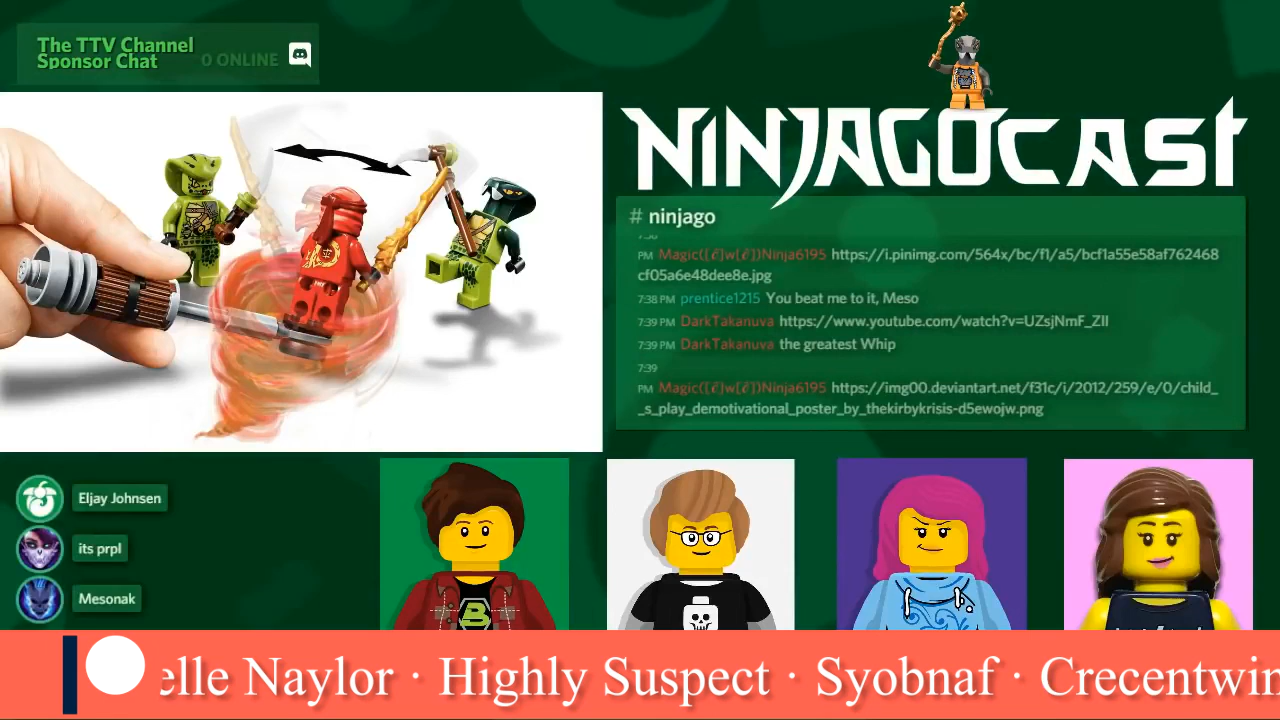 The TTV Channel
Sponsor Chat
0 ONLINE
NINJAGOCAST
# ninjago
PM Magic([∂]w[∂])Ninja6195 https://i.pinimg.com/564x/bc/f1/a5/bcf1a55e58af762468
cf05a6e48dee8e.jpg
7:38 PM prentice1215 You beat me to it, Meso
7:39 PM DarkTakanuva https://www.youtube.com/watch?v=UZsjNmF_ZlI
7:39 PM DarkTakanuva the greatest Whip
7:39
PM Magic([∂]w[∂])Ninja6195 https://img00.deviantart.net/f31c/i/2012/259/e/0/child_
_s_play_demotivational_poster_by_thekirbykrisis-d5ewojw.png
Eljay Johnsen
its prpl
Mesonak
B
elle Naylor · Highly Suspect · Syobnaf · Crecentwin